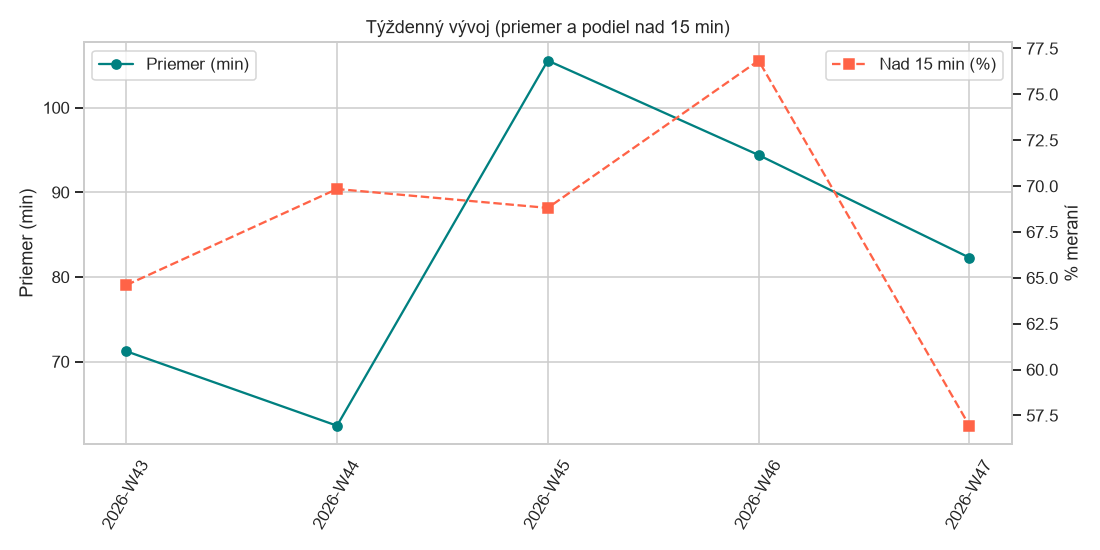 Týždenný vývoj (priemer a podiel nad 15 min)
Priemer (min)
Nad 15 min (%)
Priemer (min)
100
90
80
70
% meraní
77.5
75.0
72.5
70.0
67.5
65.0
62.5
60.0
57.5
2026-W43
2026-W44
2026-W45
2026-W46
2026-W47